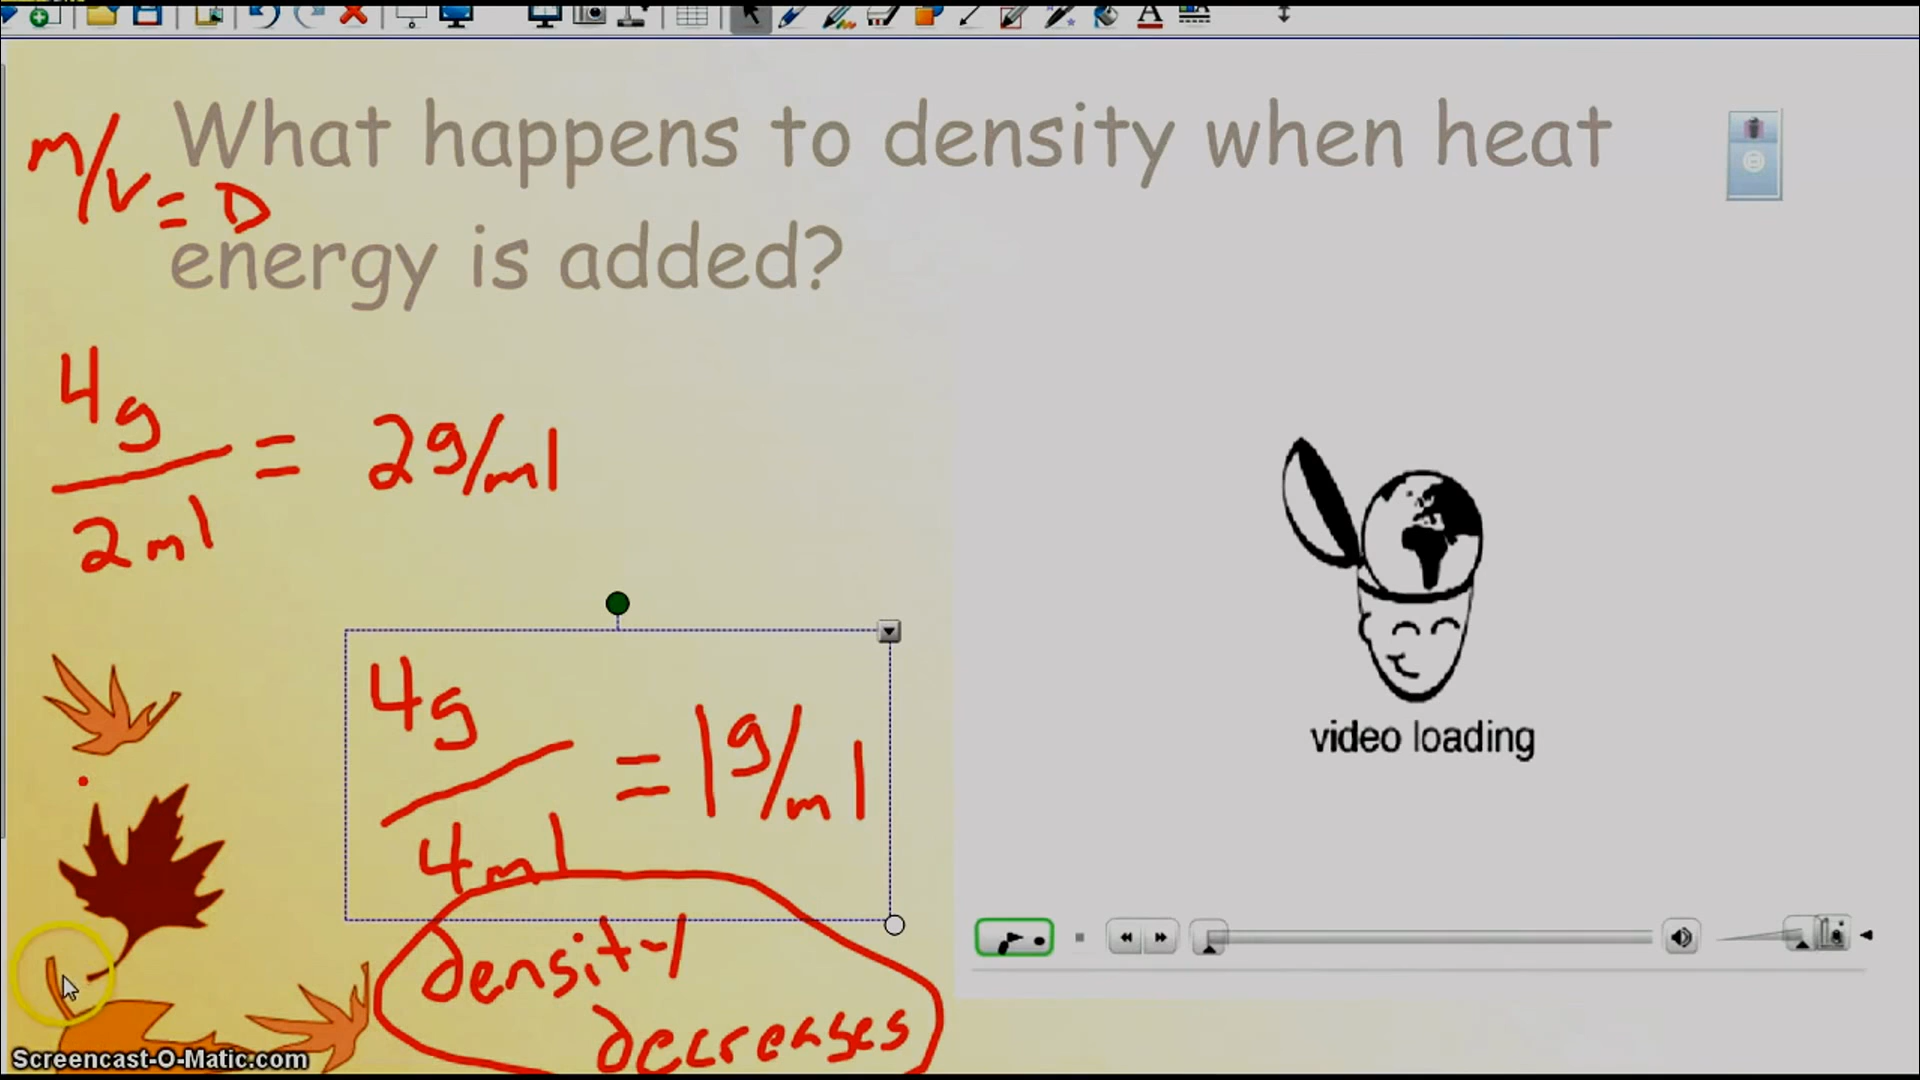 What happens to density when heat
m/v = D
energy is added?
4g
= 2g/ml
2ml
4g
= 1g/ml
4ml
video loading
density
decreases
Screencast-O-Matic.com